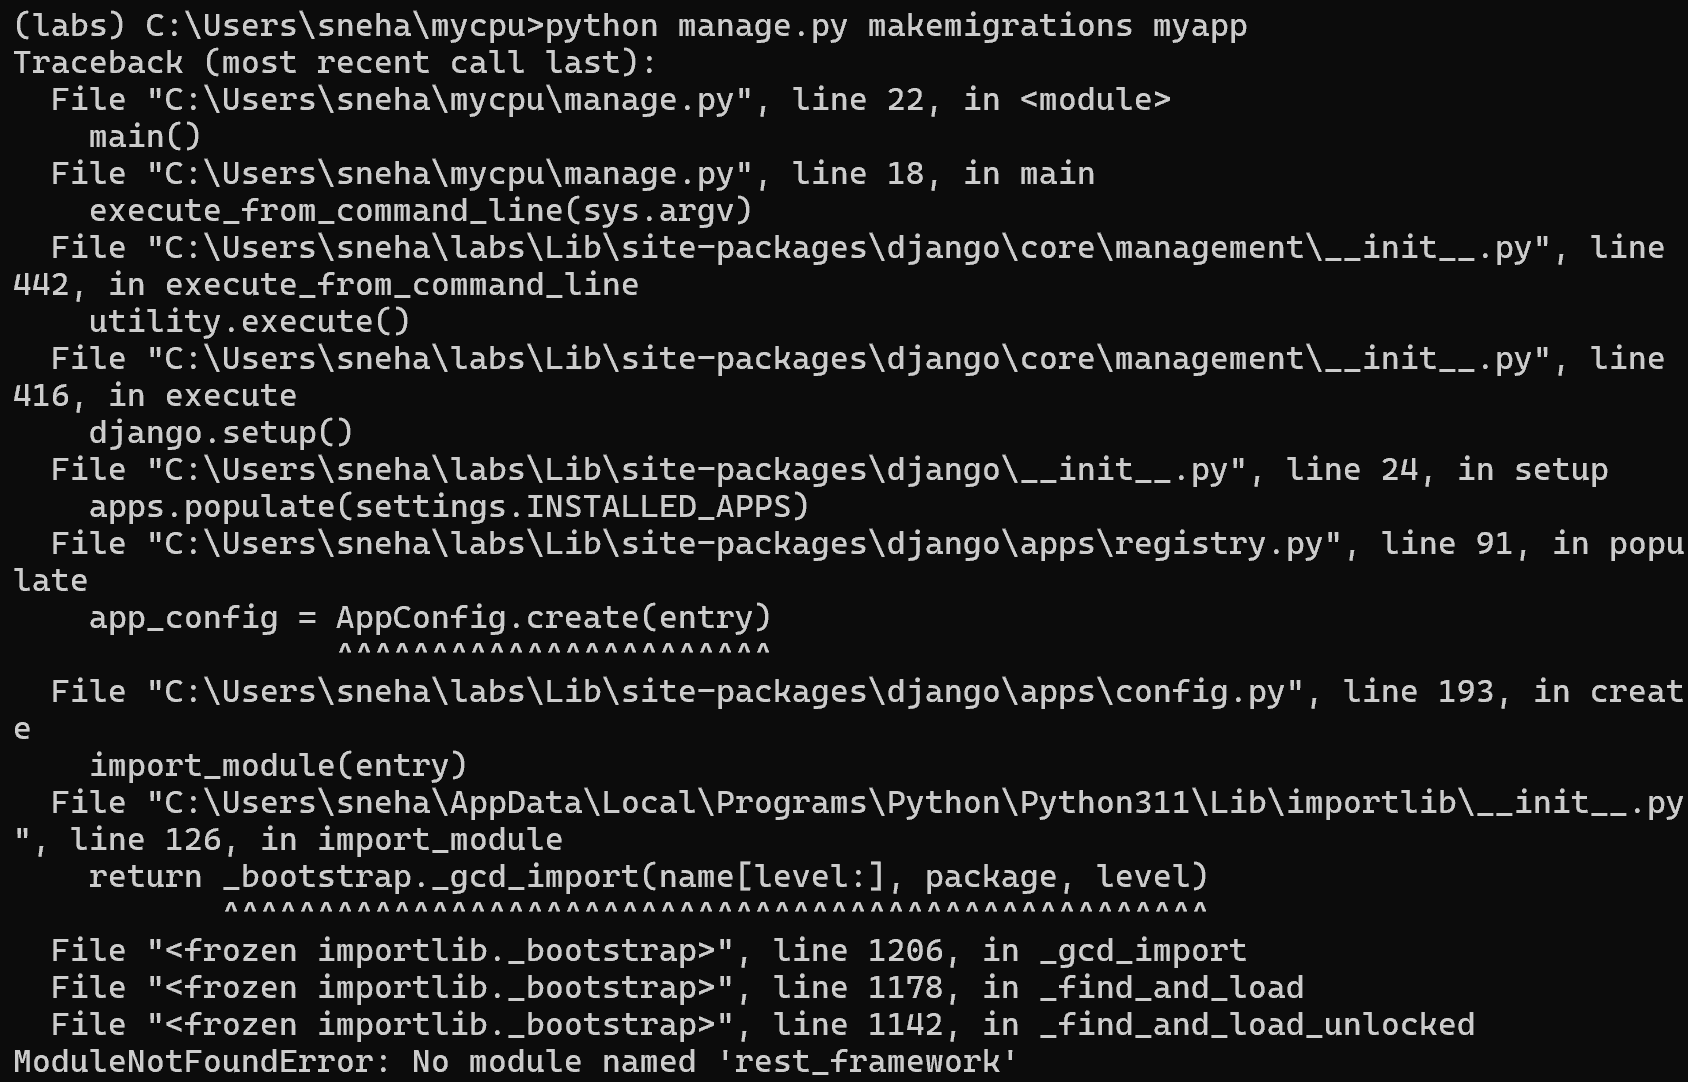 (labs) C:\Users\sneha\mycpu>python manage.py makemigrations myapp
Traceback (most recent call last):
  File "C:\Users\sneha\mycpu\manage.py", line 22, in <module>
    main()
  File "C:\Users\sneha\mycpu\manage.py", line 18, in main
    execute_from_command_line(sys.argv)
  File "C:\Users\sneha\labs\Lib\site-packages\django\core\management\__init__.py", line
442, in execute_from_command_line
    utility.execute()
  File "C:\Users\sneha\labs\Lib\site-packages\django\core\management\__init__.py", line
416, in execute
    django.setup()
  File "C:\Users\sneha\labs\Lib\site-packages\django\__init__.py", line 24, in setup
    apps.populate(settings.INSTALLED_APPS)
  File "C:\Users\sneha\labs\Lib\site-packages\django\apps\registry.py", line 91, in popu
late
    app_config = AppConfig.create(entry)
                 ^^^^^^^^^^^^^^^^^^^^^^^
  File "C:\Users\sneha\labs\Lib\site-packages\django\apps\config.py", line 193, in creat
e
    import_module(entry)
  File "C:\Users\sneha\AppData\Local\Programs\Python\Python311\Lib\importlib\__init__.py
", line 126, in import_module
    return _bootstrap._gcd_import(name[level:], package, level)
           ^^^^^^^^^^^^^^^^^^^^^^^^^^^^^^^^^^^^^^^^^^^^^^^^^^^^
  File "<frozen importlib._bootstrap>", line 1206, in _gcd_import
  File "<frozen importlib._bootstrap>", line 1178, in _find_and_load
  File "<frozen importlib._bootstrap>", line 1142, in _find_and_load_unlocked
ModuleNotFoundError: No module named 'rest_framework'